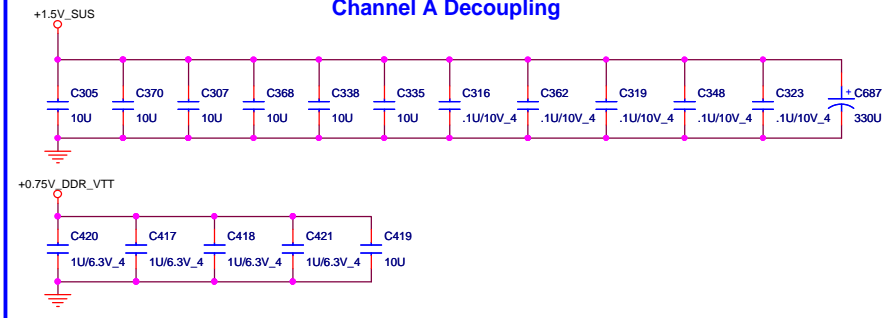 Channel A Decoupling
+1.5V_SUS
C305 C370 C307 C368 C338 C335 C316 C362 C319 C348 C323 + C687
10U 10U 10U 10U 10U 10U .1U/10V_4 .1U/10V_4 .1U/10V_4 .1U/10V_4 .1U/10V_4 330U
+0.75V_DDR_VTT
C420 C417 C418 C421 C419
1U/6.3V_4 1U/6.3V_4 1U/6.3V_4 1U/6.3V_4 10U